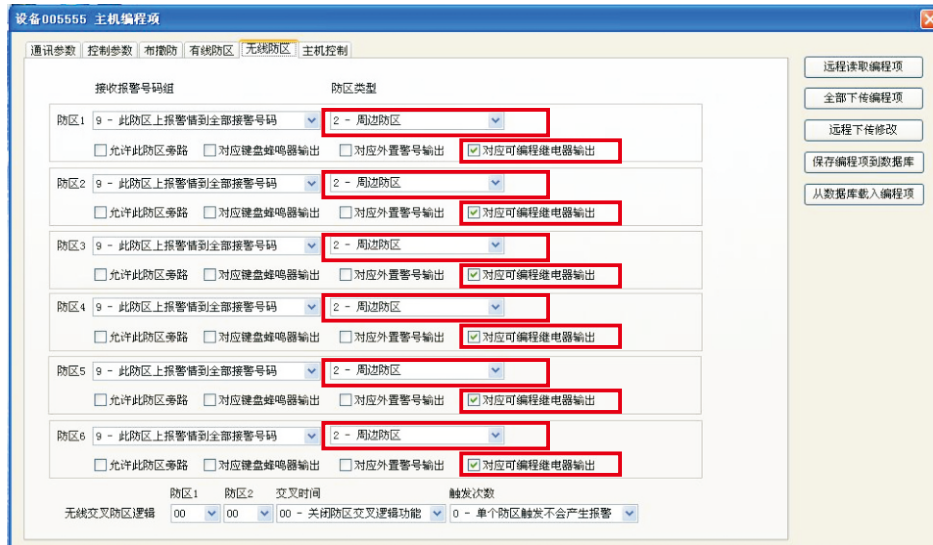 设备005555 主机编程项
通讯参数 控制参数 布撤防 有线防区 无线防区 主机控制
远程读取编程项
全部下传编程项
远程下传修改
保存编程项到数据库
从数据库载入编程项
接收报警号码组 防区类型
防区1 9 - 此防区上报警情到全部接警号码 2 - 周边防区
允许此防区旁路 对应键盘蜂鸣器输出 对应外置警号输出 对应可编程继电器输出
防区2 9 - 此防区上报警情到全部接警号码 2 - 周边防区
允许此防区旁路 对应键盘蜂鸣器输出 对应外置警号输出 对应可编程继电器输出
防区3 9 - 此防区上报警情到全部接警号码 2 - 周边防区
允许此防区旁路 对应键盘蜂鸣器输出 对应外置警号输出 对应可编程继电器输出
防区4 9 - 此防区上报警情到全部接警号码 2 - 周边防区
允许此防区旁路 对应键盘蜂鸣器输出 对应外置警号输出 对应可编程继电器输出
防区5 9 - 此防区上报警情到全部接警号码 2 - 周边防区
允许此防区旁路 对应键盘蜂鸣器输出 对应外置警号输出 对应可编程继电器输出
防区6 9 - 此防区上报警情到全部接警号码 2 - 周边防区
允许此防区旁路 对应键盘蜂鸣器输出 对应外置警号输出 对应可编程继电器输出
防区1 防区2 交叉时间 触发次数
无线交叉防区逻辑 00 00 00 - 关闭防区交叉逻辑功能 0 - 单个防区触发不会产生报警